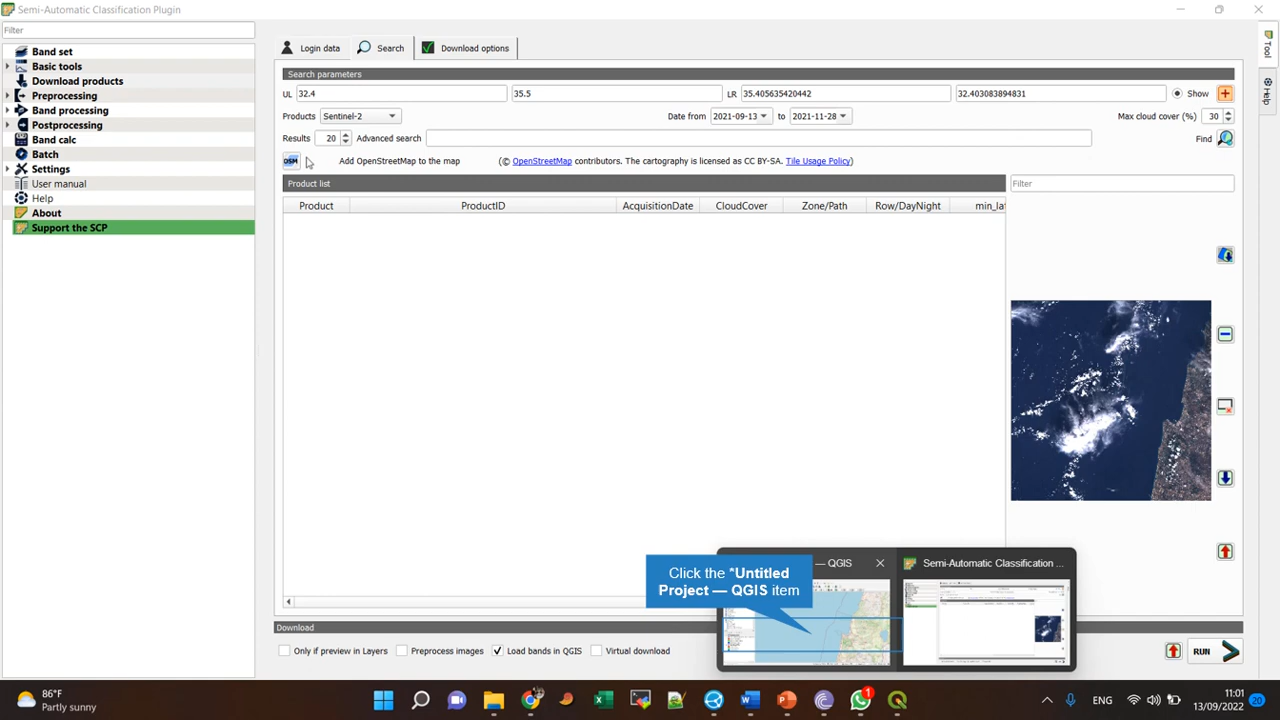 Semi-Automatic Classification Plugin
Filter
Band set
Basic tools
Download products
Preprocessing
Band processing
Postprocessing
Band calc
Batch
Settings
User manual
Help
About
Support the SCP
Login data Search Download options
Search parameters
UL 32.4 35.5 LR 35.405635420442 32.403083894831 Show
Products Sentinel-2 Date from 2021-09-13 to 2021-11-28 Max cloud cover (%) 30
Results 20 Advanced search Find
OSM Add OpenStreetMap to the map (© OpenStreetMap contributors. The cartography is licensed as CC BY-SA. Tile Usage Policy)
Product list Filter
Product ProductID AcquisitionDate CloudCover Zone/Path Row/DayNight min_lat
Tool
Help
— QGIS Semi-Automatic Classification ...
Click the *Untitled
Project — QGIS item
Download
Only if preview in Layers Preprocess images Load bands in QGIS Virtual download RUN
86°F
Partly sunny
1
ENG
11:01
13/09/2022
20